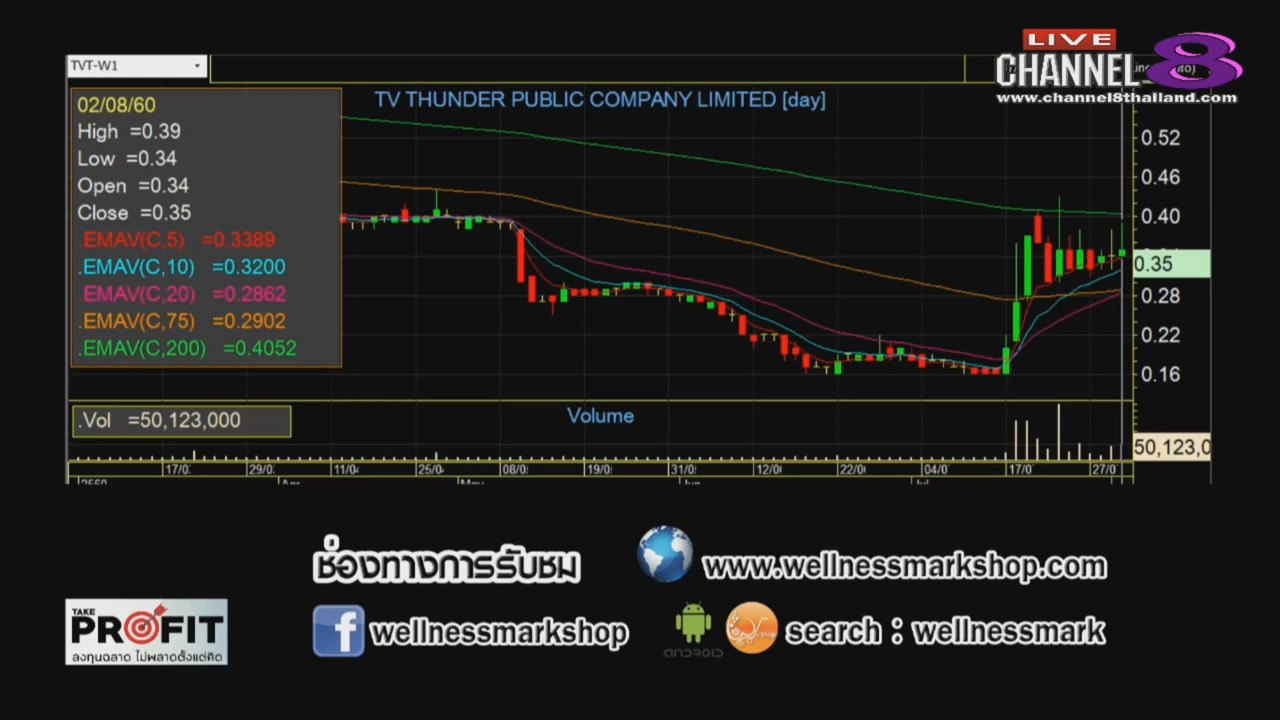 LIVE
CHANNEL 8
www.channel8thailand.com
TVT-W1
TV THUNDER PUBLIC COMPANY LIMITED [day]
02/08/60
High =0.39
Low =0.34
Open =0.34
Close =0.35
.EMAV(C,5) =0.3389
.EMAV(C,10) =0.3200
.EMAV(C,20) =0.2862
.EMAV(C,75) =0.2902
.EMAV(C,200) =0.4052
0.52
0.46
0.40
0.35
0.28
0.22
0.16
.Vol =50,123,000
Volume
50,123,0
17/0 29/0 11/0 25/0 08/0 19/0 31/0 12/0 22/0 04/0 17/0 27/0
ช่องทางการรับชม
www.wellnessmarkshop.com
TAKE
PROFIT
ลงทุนฉลาด ไม่พลาดตั้งแต่คิด
wellnessmarkshop
ANDROID
search : wellnessmark